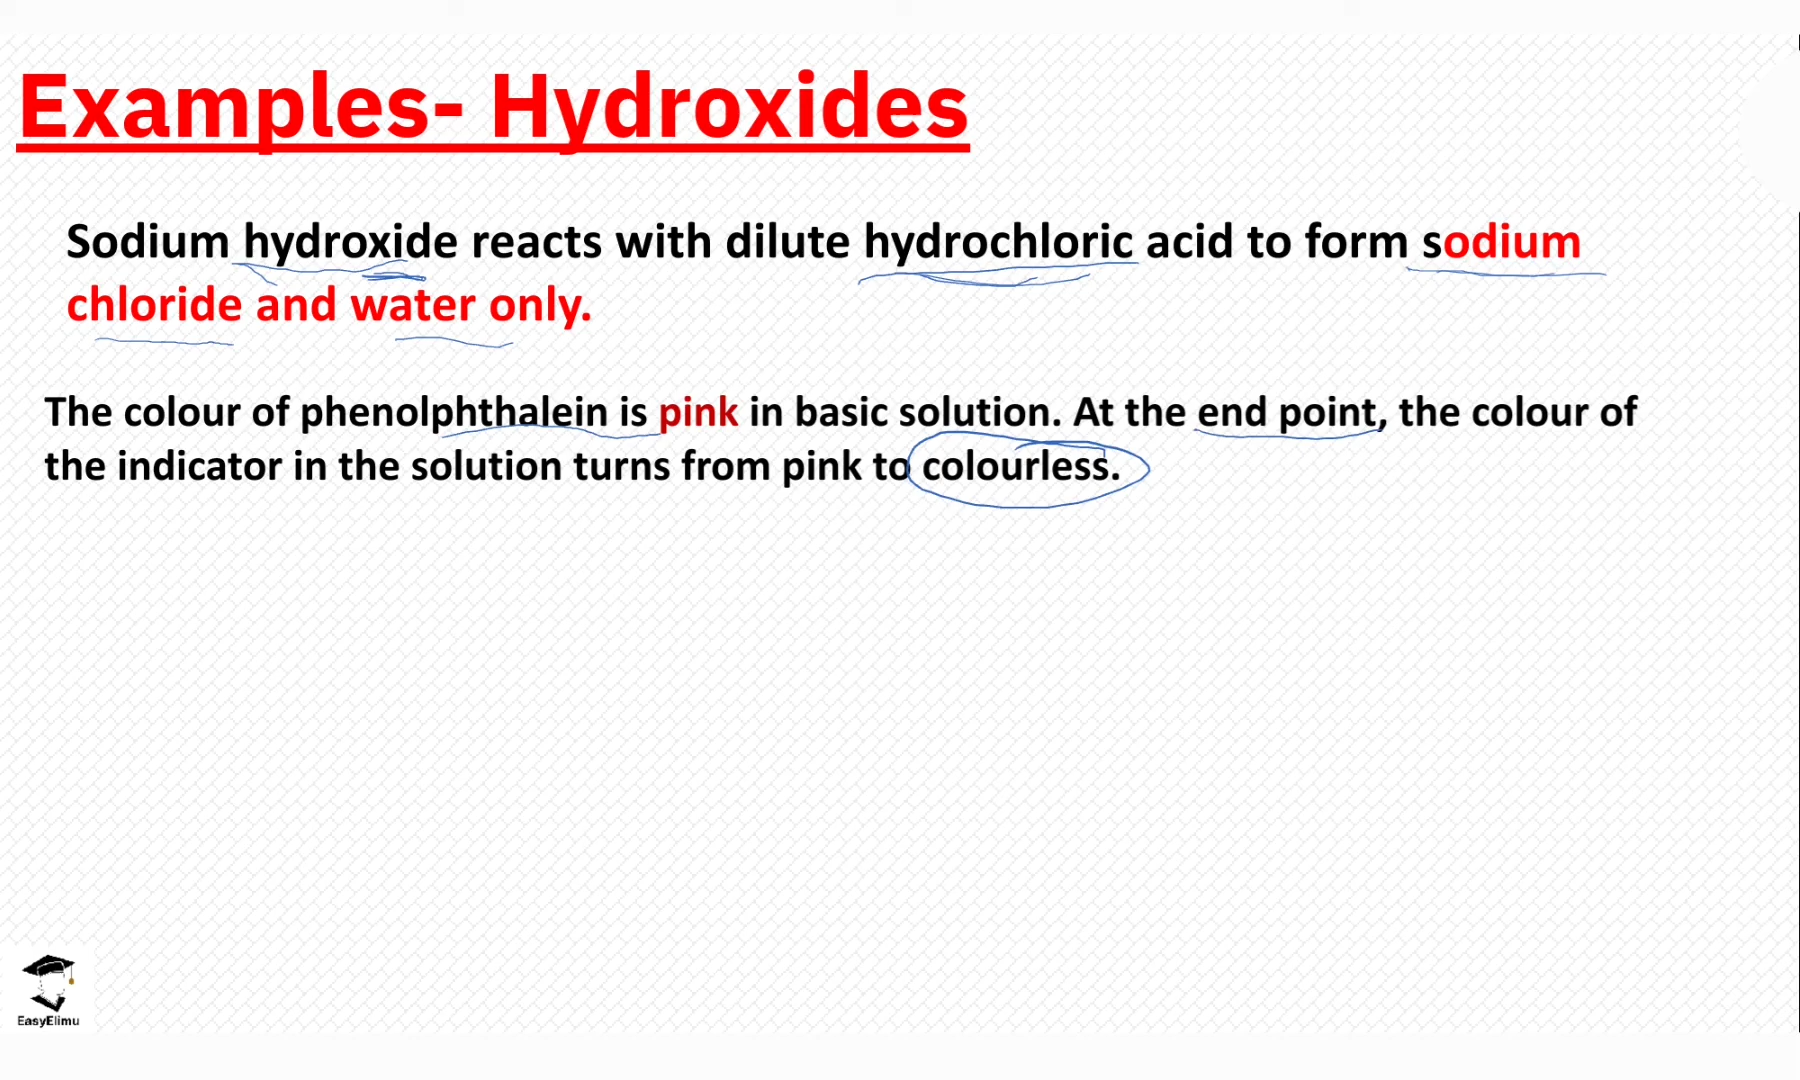 Examples- Hydroxides
Sodium hydroxide reacts with dilute hydrochloric acid to form sodium
chloride and water only.
The colour of phenolphthalein is pink in basic solution. At the end point, the colour of
the indicator in the solution turns from pink to colourless.
EasyElimu